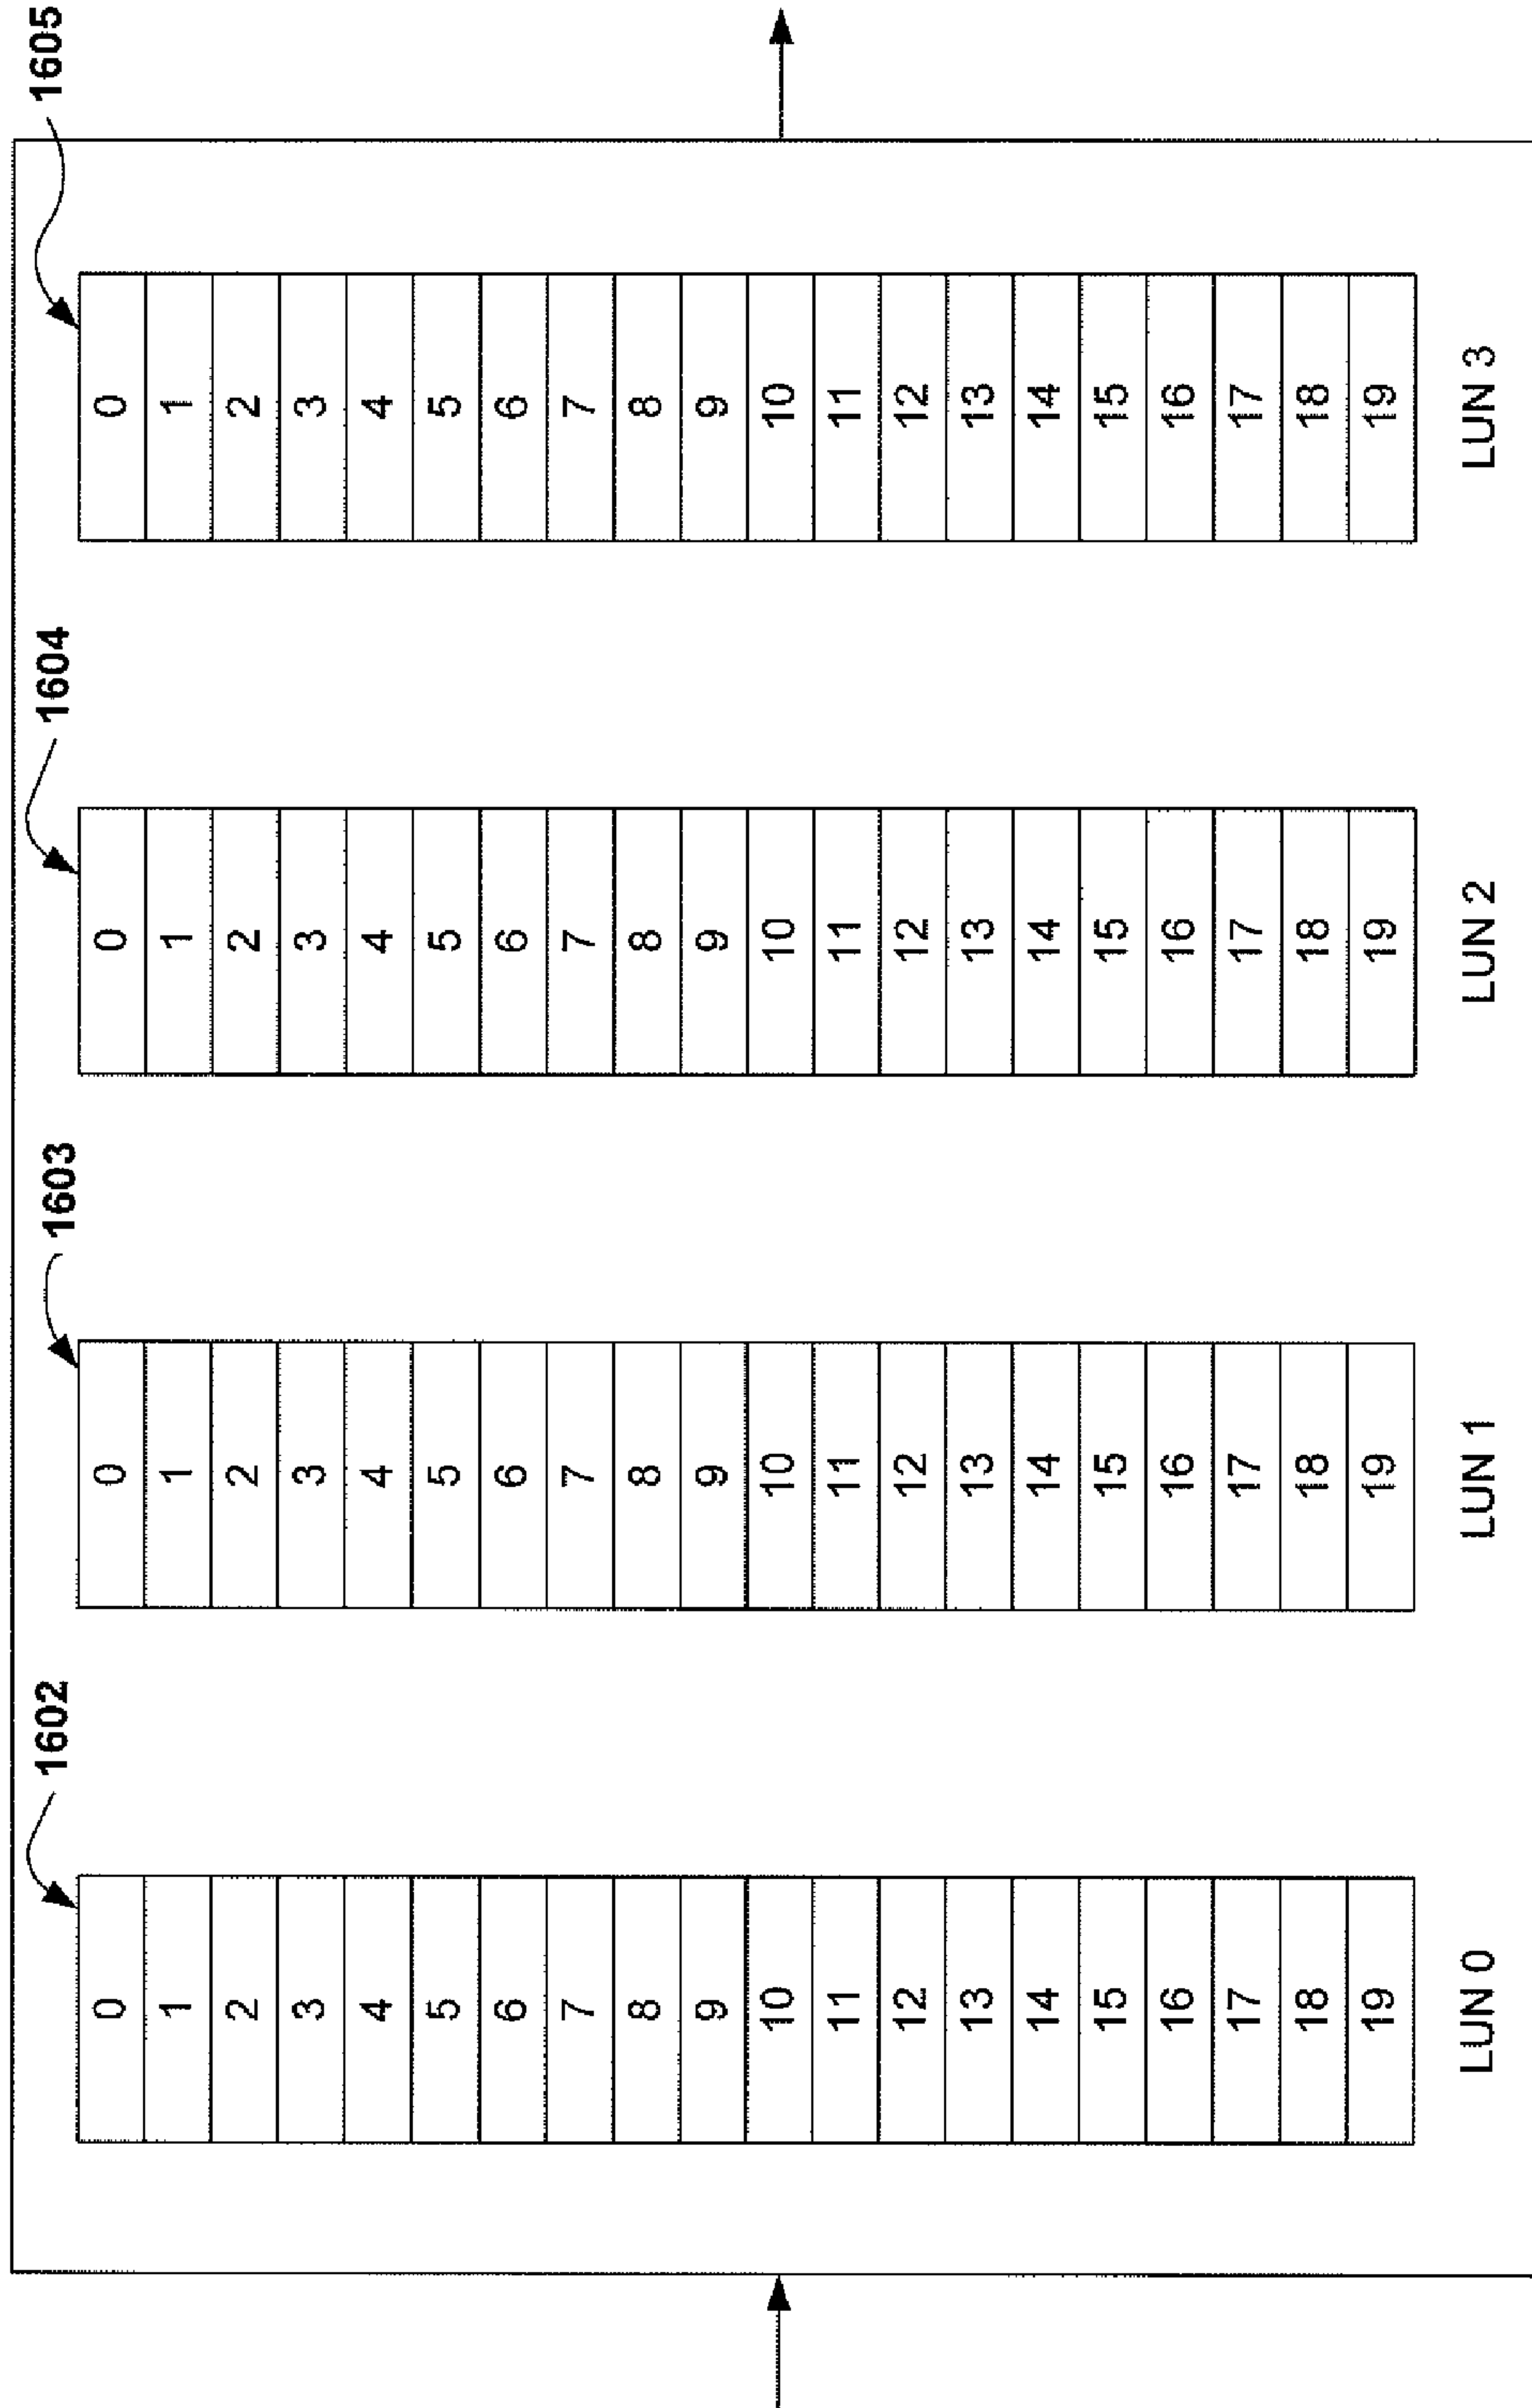 1602 1603 1604 1605
0 0 0 0
1 1 1 1
2 2 2 2
3 3 3 3
4 4 4 4
5 5 5 5
6 6 6 6
7 7 7 7
8 8 8 8
9 9 9 9
10 10 10 10
11 11 11 11
12 12 12 12
13 13 13 13
14 14 14 14
15 15 15 15
16 16 16 16
17 17 17 17
18 18 18 18
19 19 19 19
LUN 0 LUN 1 LUN 2 LUN 3